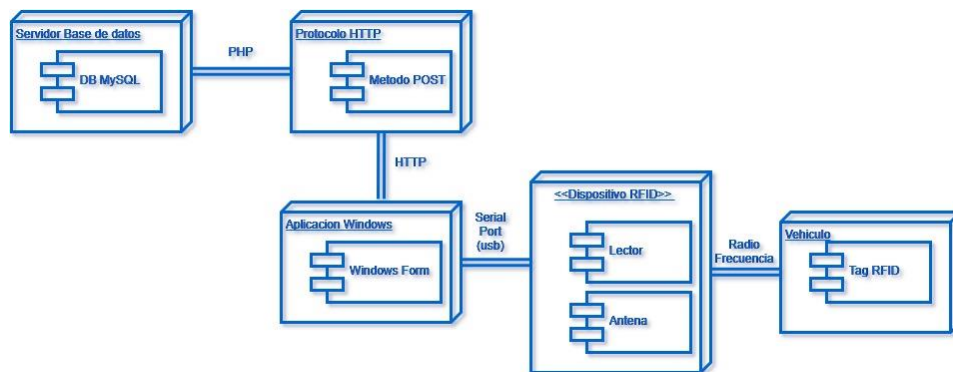 Servidor Base de datos
DB MySQL
PHP
Protocolo HTTP
Metodo POST
HTTP
Aplicacion Windows
Windows Form
Serial
Port
(usb)
<<Dispositivo RFID>>
Lector
Antena
Radio
Frecuencia
Vehiculo
Tag RFID